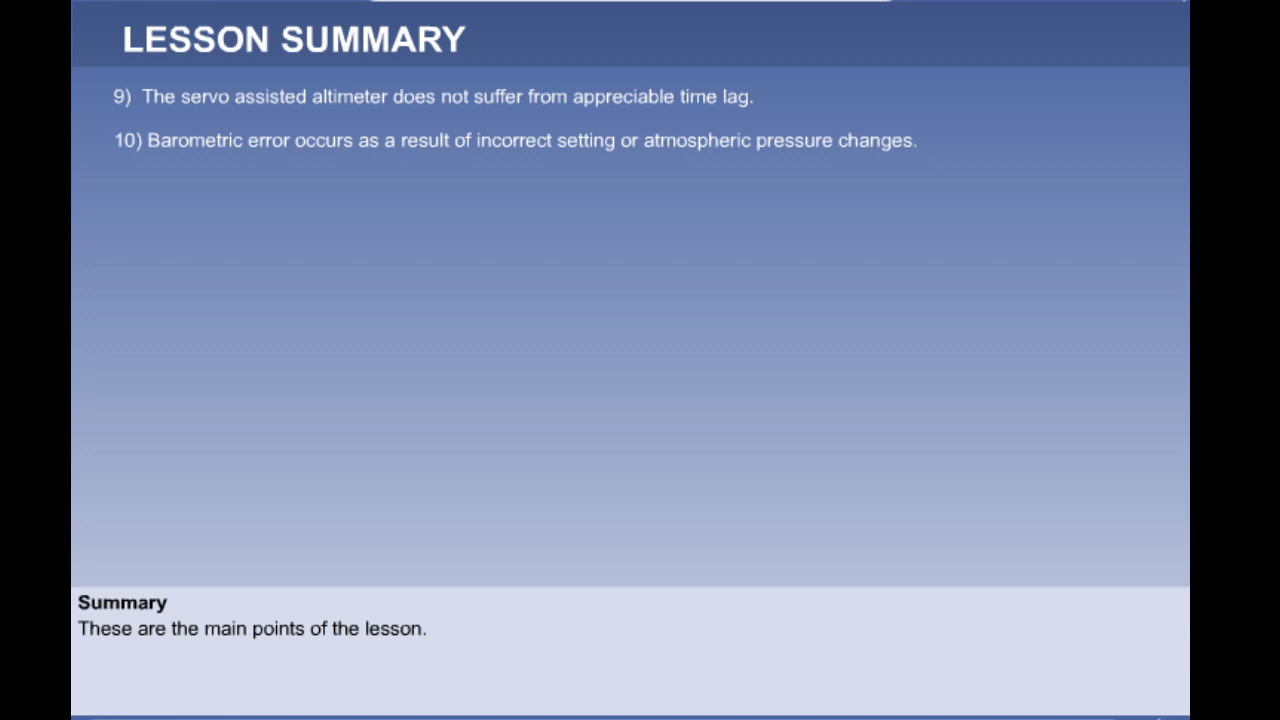 LESSON SUMMARY
9) The servo assisted altimeter does not suffer from appreciable time lag.
10) Barometric error occurs as a result of incorrect setting or atmospheric pressure changes.
Summary
These are the main points of the lesson.